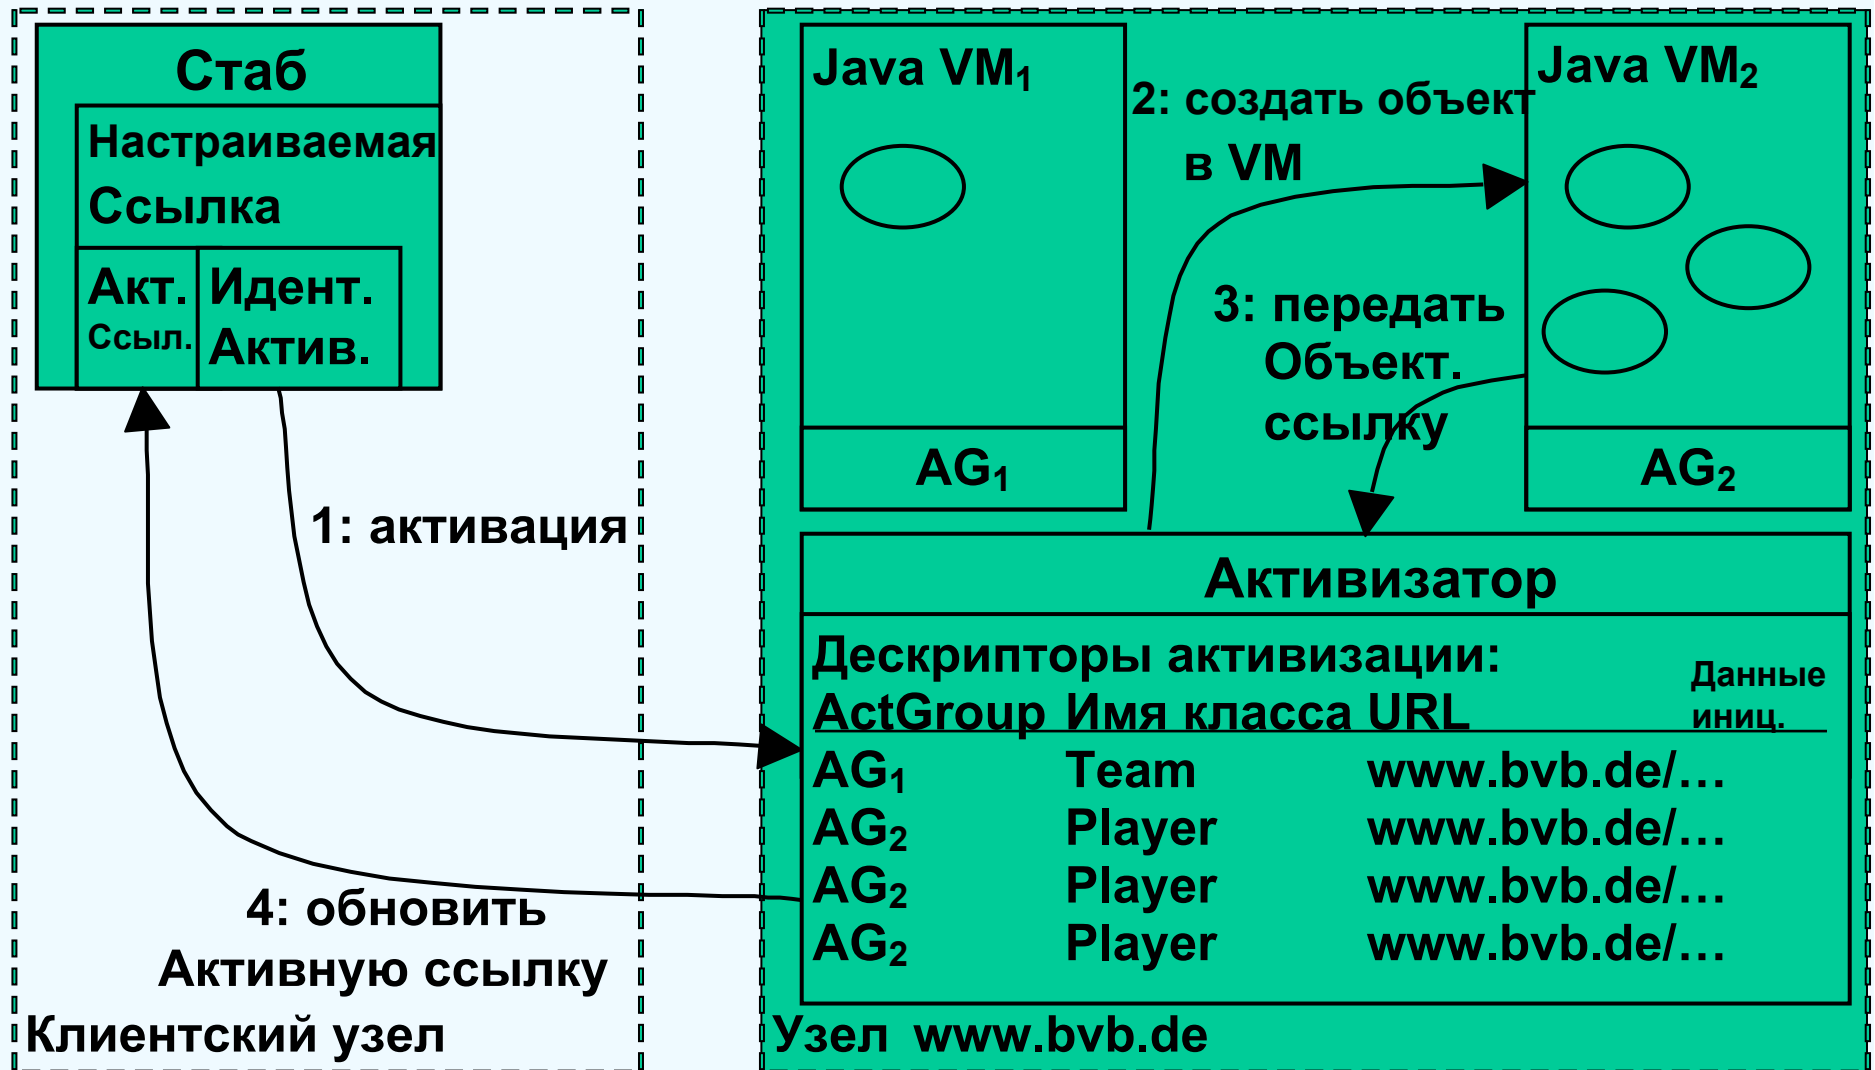 Стаб
Настраиваемая
Ссылка
Акт.
Ссыл.
Идент.
Актив.
1: активация
4: обновить
Активную ссылку
Клиентский узел
Java VM₁
AG₁
2: создать объект
в VM
3: передать
Объект.
ссылку
Java VM₂
AG₂
Активизатор
Дескрипторы активизации:
ActGroup Имя класса URL Данные
иниц.
AG₁ Team www.bvb.de/…
AG₂ Player www.bvb.de/…
AG₂ Player www.bvb.de/…
AG₂ Player www.bvb.de/…
Узел www.bvb.de